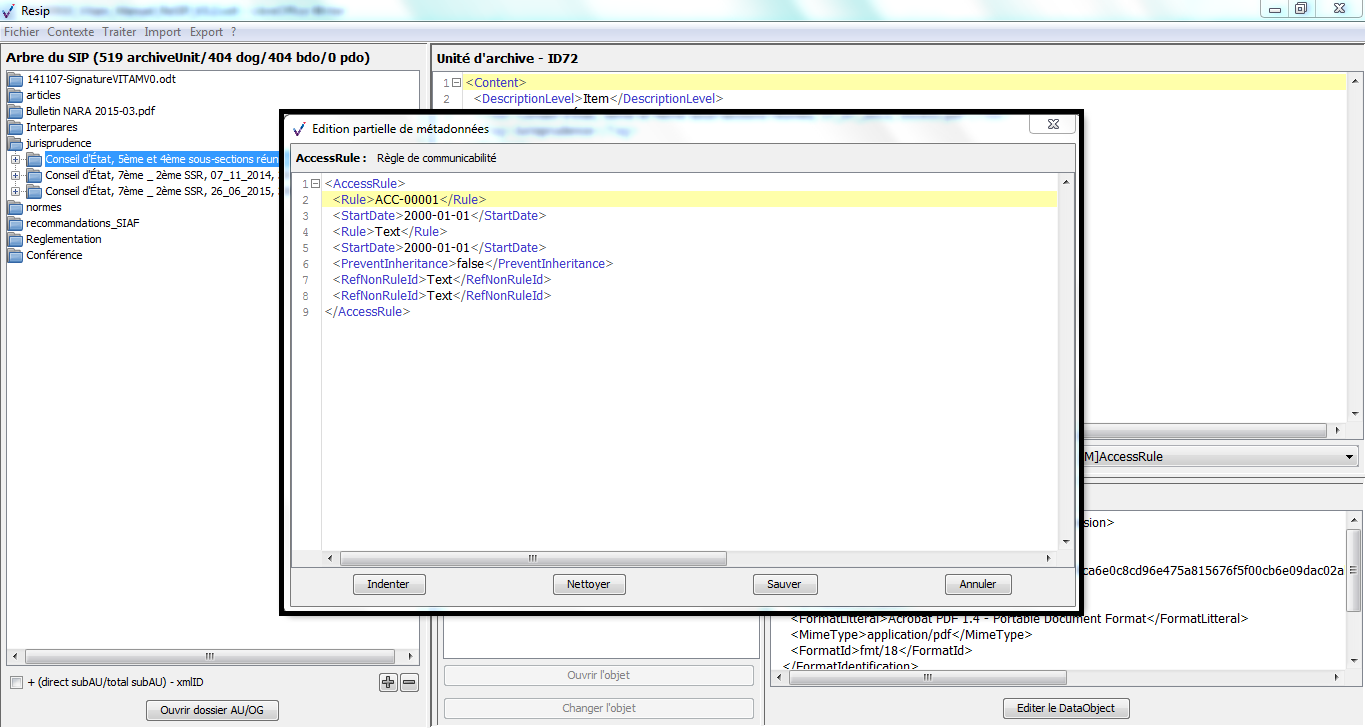 Resip
Fichier Contexte Traiter Import Export ?
Arbre du SIP (519 archiveUnit/404 dog/404 bdo/0 pdo)
141107-SignatureVITAMV0.odt
articles
Bulletin NARA 2015-03.pdf
Interpares
jurisprudence
Conseil d'État, 5ème et 4ème sous-sections réun
Conseil d'État, 7ème _ 2ème SSR, 07_11_2014,
Conseil d'État, 7ème _ 2ème SSR, 26_06_2015,
normes
recommandations_SIAF
Reglementation
Conférence
+ (direct subAU/total subAU) - xmlID
Ouvrir dossier AU/OG
Unité d'archive - ID72
1 <Content>
2 <DescriptionLevel>Item</DescriptionLevel>
Edition partielle de métadonnées
AccessRule : Règle de communicabilité
1 <AccessRule>
2 <Rule>ACC-00001</Rule>
3 <StartDate>2000-01-01</StartDate>
4 <Rule>Text</Rule>
5 <StartDate>2000-01-01</StartDate>
6 <PreventInheritance>false</PreventInheritance>
7 <RefNonRuleId>Text</RefNonRuleId>
8 <RefNonRuleId>Text</RefNonRuleId>
9 </AccessRule>
Indenter Nettoyer Sauver Annuler
M]AccessRule
sion>
ca6e0c8cd96e475a815676f5f00cb6e09dac02a
<FormatLitteral>Acrobat PDF 1.4 - Portable Document Format</FormatLitteral>
<MimeType>application/pdf</MimeType>
<FormatId>fmt/18</FormatId>
</FormatIdentification>
Ouvrir l'objet
Changer l'objet
Editer le DataObject